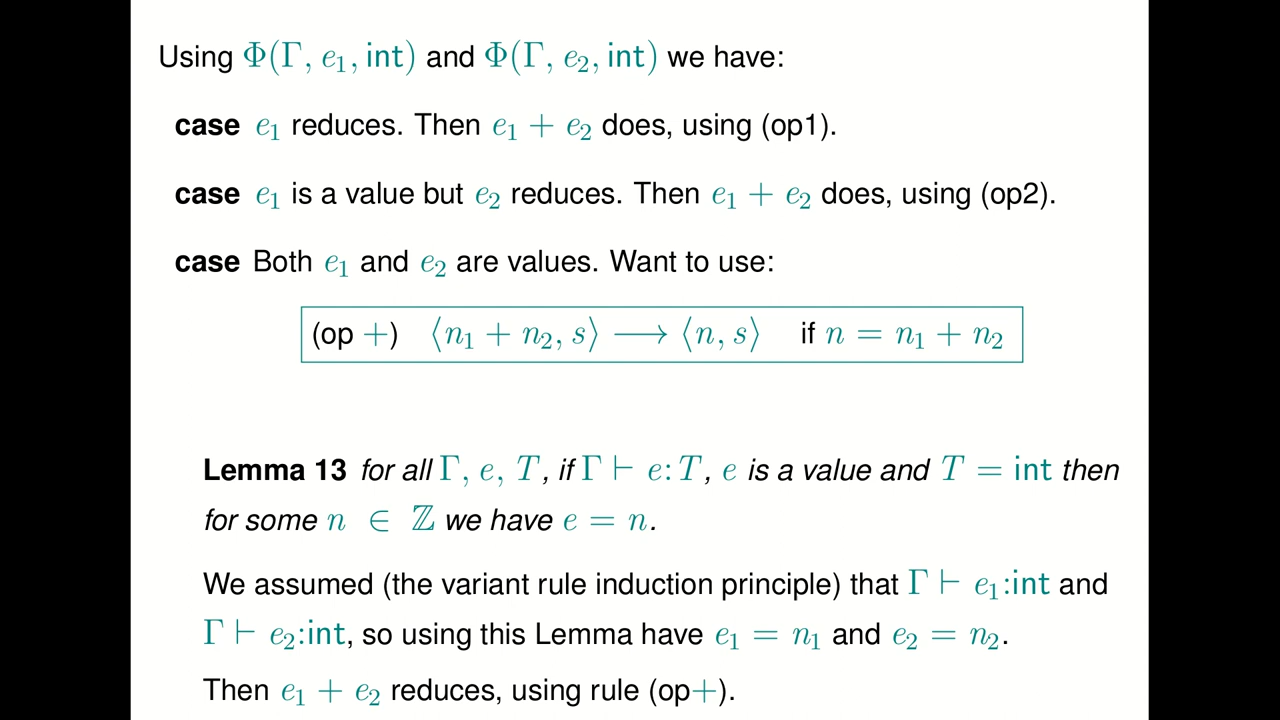 Using Φ(Γ, e₁, int) and Φ(Γ, e₂, int) we have:
case e₁ reduces. Then e₁ + e₂ does, using (op1).
case e₁ is a value but e₂ reduces. Then e₁ + e₂ does, using (op2).
case Both e₁ and e₂ are values. Want to use:
(op +) ⟨n₁ + n₂, s⟩ ⟶ ⟨n, s⟩ if n = n₁ + n₂
Lemma 13 for all Γ, e, T, if Γ ⊢ e:T, e is a value and T = int then
for some n ∈ ℤ we have e = n.
We assumed (the variant rule induction principle) that Γ ⊢ e₁:int and
Γ ⊢ e₂:int, so using this Lemma have e₁ = n₁ and e₂ = n₂.
Then e₁ + e₂ reduces, using rule (op+).